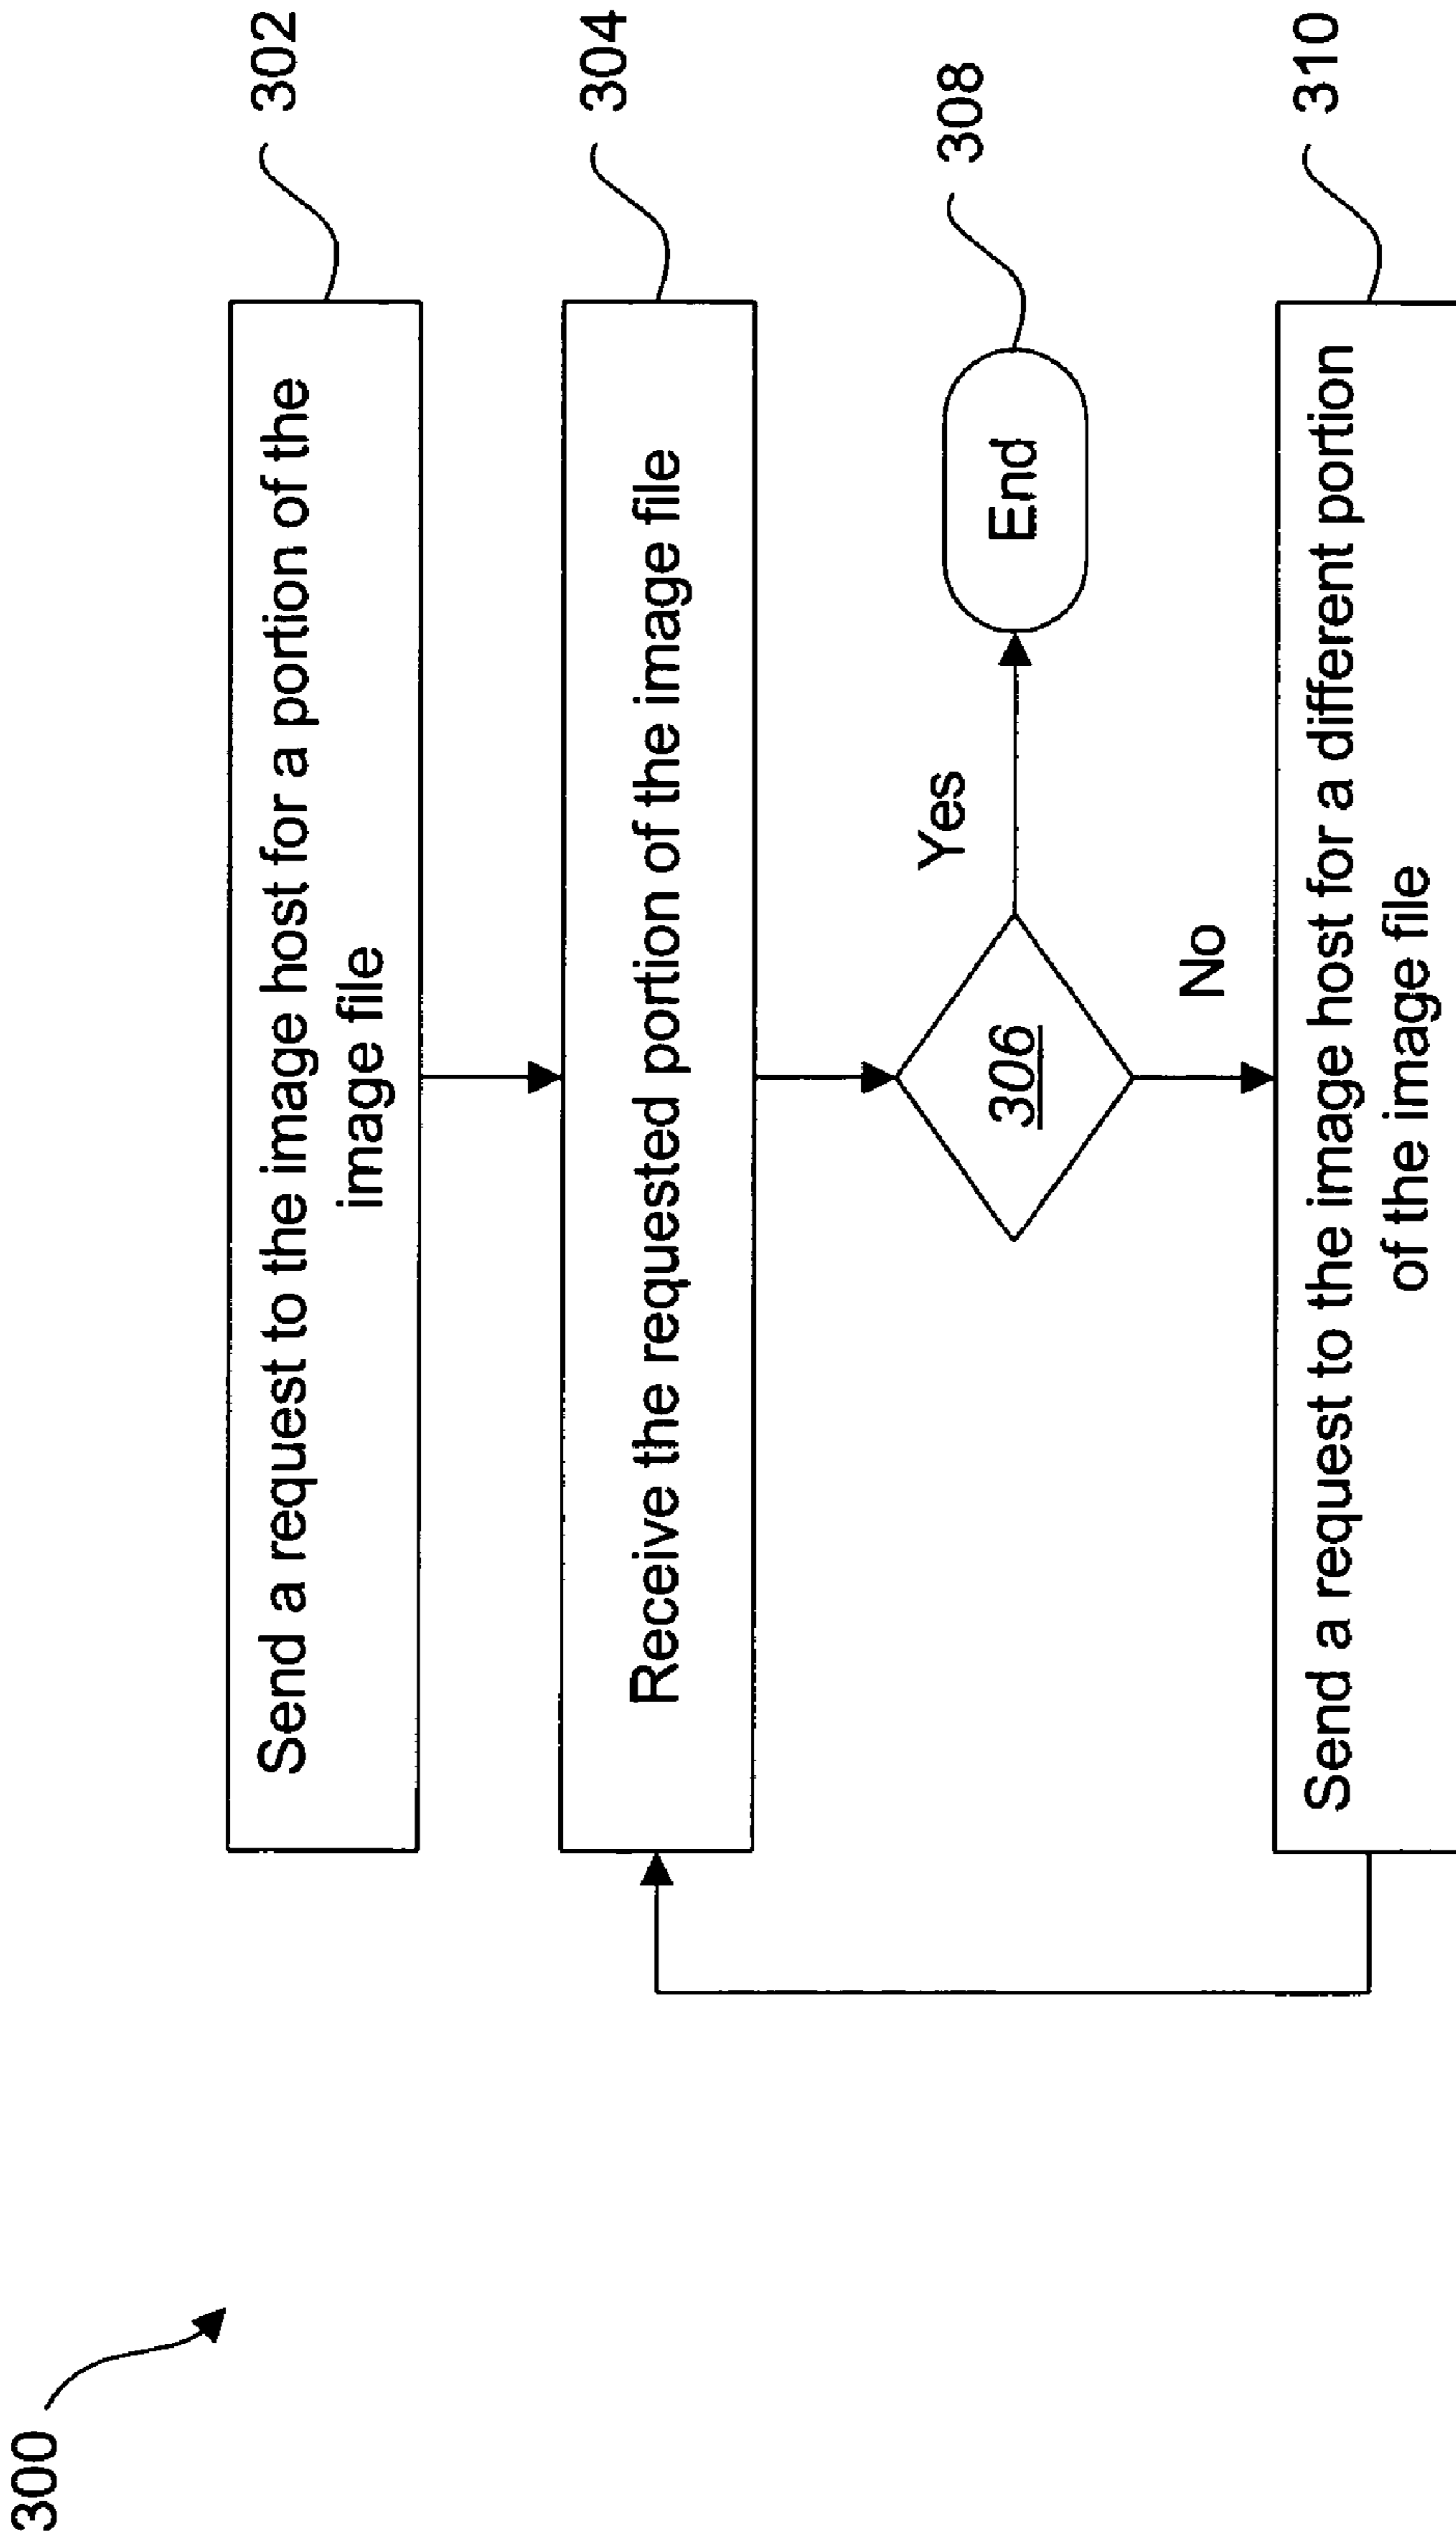 300
Send a request to the image host for a portion of the
image file
302
Receive the requested portion of the image file
304
306
Yes
End
308
No
Send a request to the image host for a different portion
of the image file
310